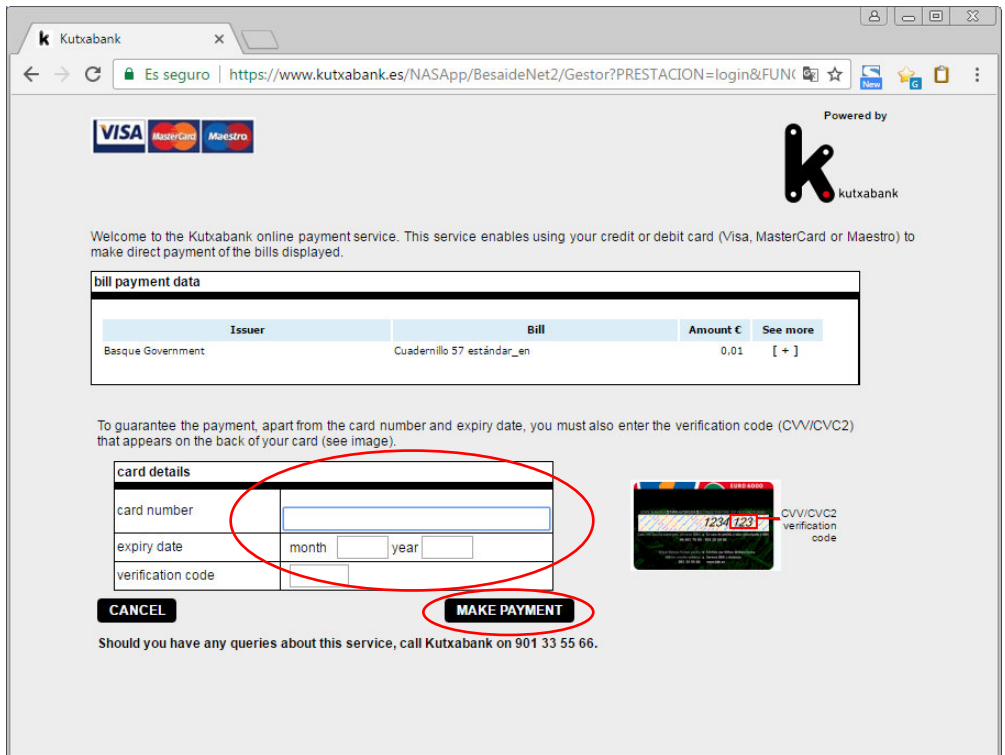 Kutxabank
Es seguro | https://www.kutxabank.es/NASApp/BesaideNet2/Gestor?PRESTACION=login&FUN(
New
G
VISA MasterCard Maestro
Powered by
kutxabank
Welcome to the Kutxabank online payment service. This service enables using your credit or debit card (Visa, MasterCard or Maestro) to
make direct payment of the bills displayed.
bill payment data
Issuer Bill Amount € See more
Basque Government Cuadernillo 57 estándar_en 0,01 [ + ]
To guarantee the payment, apart from the card number and expiry date, you must also enter the verification code (CVV/CVC2)
that appears on the back of your card (see image).
card details
card number
expiry date month year
verification code
EURO 6000
1234 123
CVV/CVC2
verification
code
CANCEL MAKE PAYMENT
Should you have any queries about this service, call Kutxabank on 901 33 55 66.